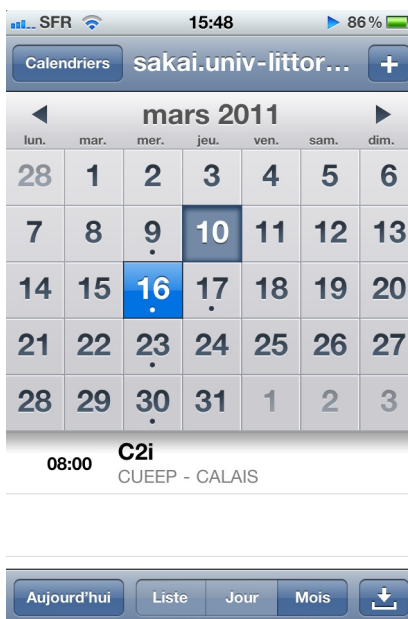 SFR 15:48 86 %
Calendriers sakai.univ-littor... +
mars 2011
lun. mar. mer. jeu. ven. sam. dim.
28 1 2 3 4 5 6
7 8 9 10 11 12 13
14 15 16 17 18 19 20
21 22 23 24 25 26 27
28 29 30 31 1 2 3
08:00 C2i
CUEEP - CALAIS
Aujourd'hui Liste Jour Mois